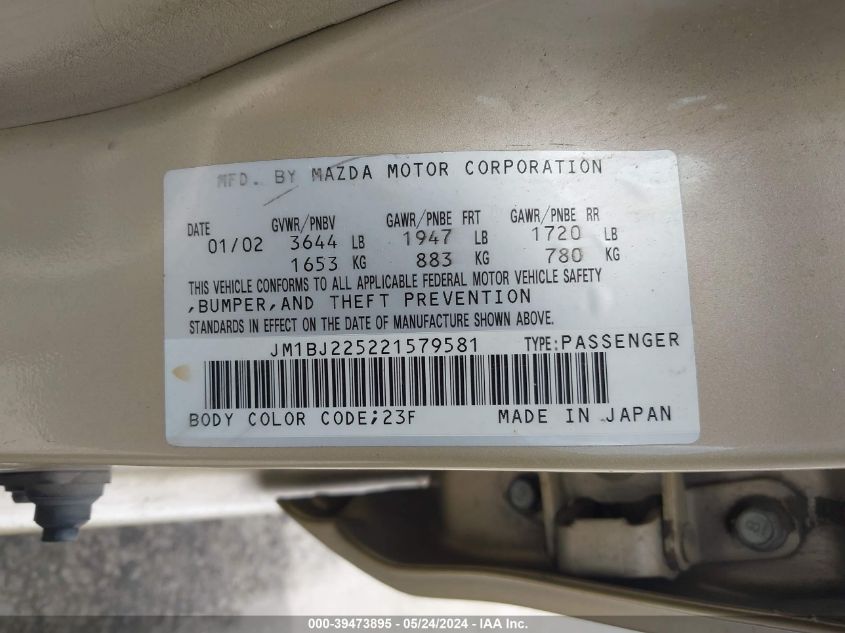 MFD. BY MAZDA MOTOR CORPORATION
DATE GVWR/PNBV GAWR/PNBE FRT GAWR/PNBE RR
01/02 3644 LB 1947 LB 1720 LB
1653 KG 883 KG 780 KG
THIS VEHICLE CONFORMS TO ALL APPLICABLE FEDERAL MOTOR VEHICLE SAFETY
,BUMPER,AND THEFT PREVENTION
STANDARDS IN EFFECT ON THE DATE OF MANUFACTURE SHOWN ABOVE.
JM1BJ225221579581 TYPE:PASSENGER
BODY COLOR CODE;23F MADE IN JAPAN
8
000-39473895 - 05/24/2024 - IAA Inc.